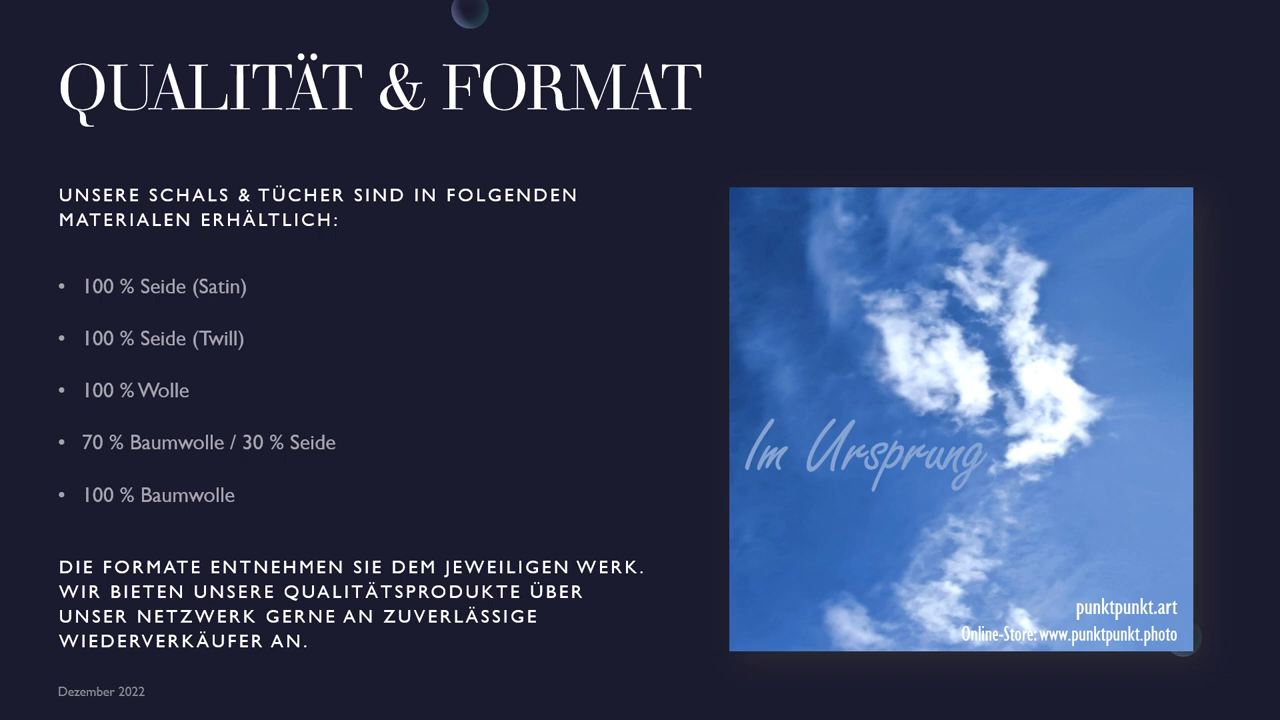 QUALITÄT & FORMAT
UNSERE SCHALS & TÜCHER SIND IN FOLGENDEN
MATERIALEN ERHÄLTLICH:
• 100 % Seide (Satin)
• 100 % Seide (Twill)
• 100 % Wolle
• 70 % Baumwolle / 30 % Seide
• 100 % Baumwolle
DIE FORMATE ENTNEHMEN SIE DEM JEWEILIGEN WERK.
WIR BIETEN UNSERE QUALITÄTSPRODUKTE ÜBER
UNSER NETZWERK GERNE AN ZUVERLÄSSIGE
WIEDERVERKÄUFER AN.
Im Ursprung
punktpunkt.art
Online-Store: www.punktpunkt.photo
Dezember 2022